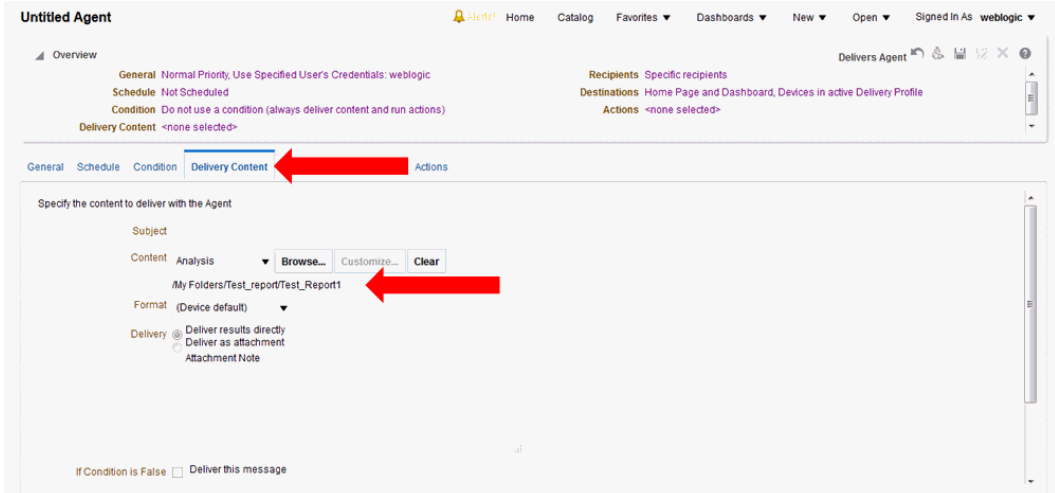 Untitled Agent
Alerts! Home Catalog Favorites Dashboards New Open Signed In As weblogic
Overview
Delivers Agent
General Normal Priority, Use Specified User's Credentials: weblogic
Recipients Specific recipients
Schedule Not Scheduled
Destinations Home Page and Dashboard, Devices in active Delivery Profile
Condition Do not use a condition (always deliver content and run actions)
Actions <none selected>
Delivery Content <none selected>
General Schedule Condition Delivery Content Actions
Specify the content to deliver with the Agent
Subject
Content Analysis Browse... Customize... Clear
/My Folders/Test_report/Test_Report1
Format (Device default)
Delivery Deliver results directly
Deliver as attachment
Attachment Note
If Condition is False Deliver this message